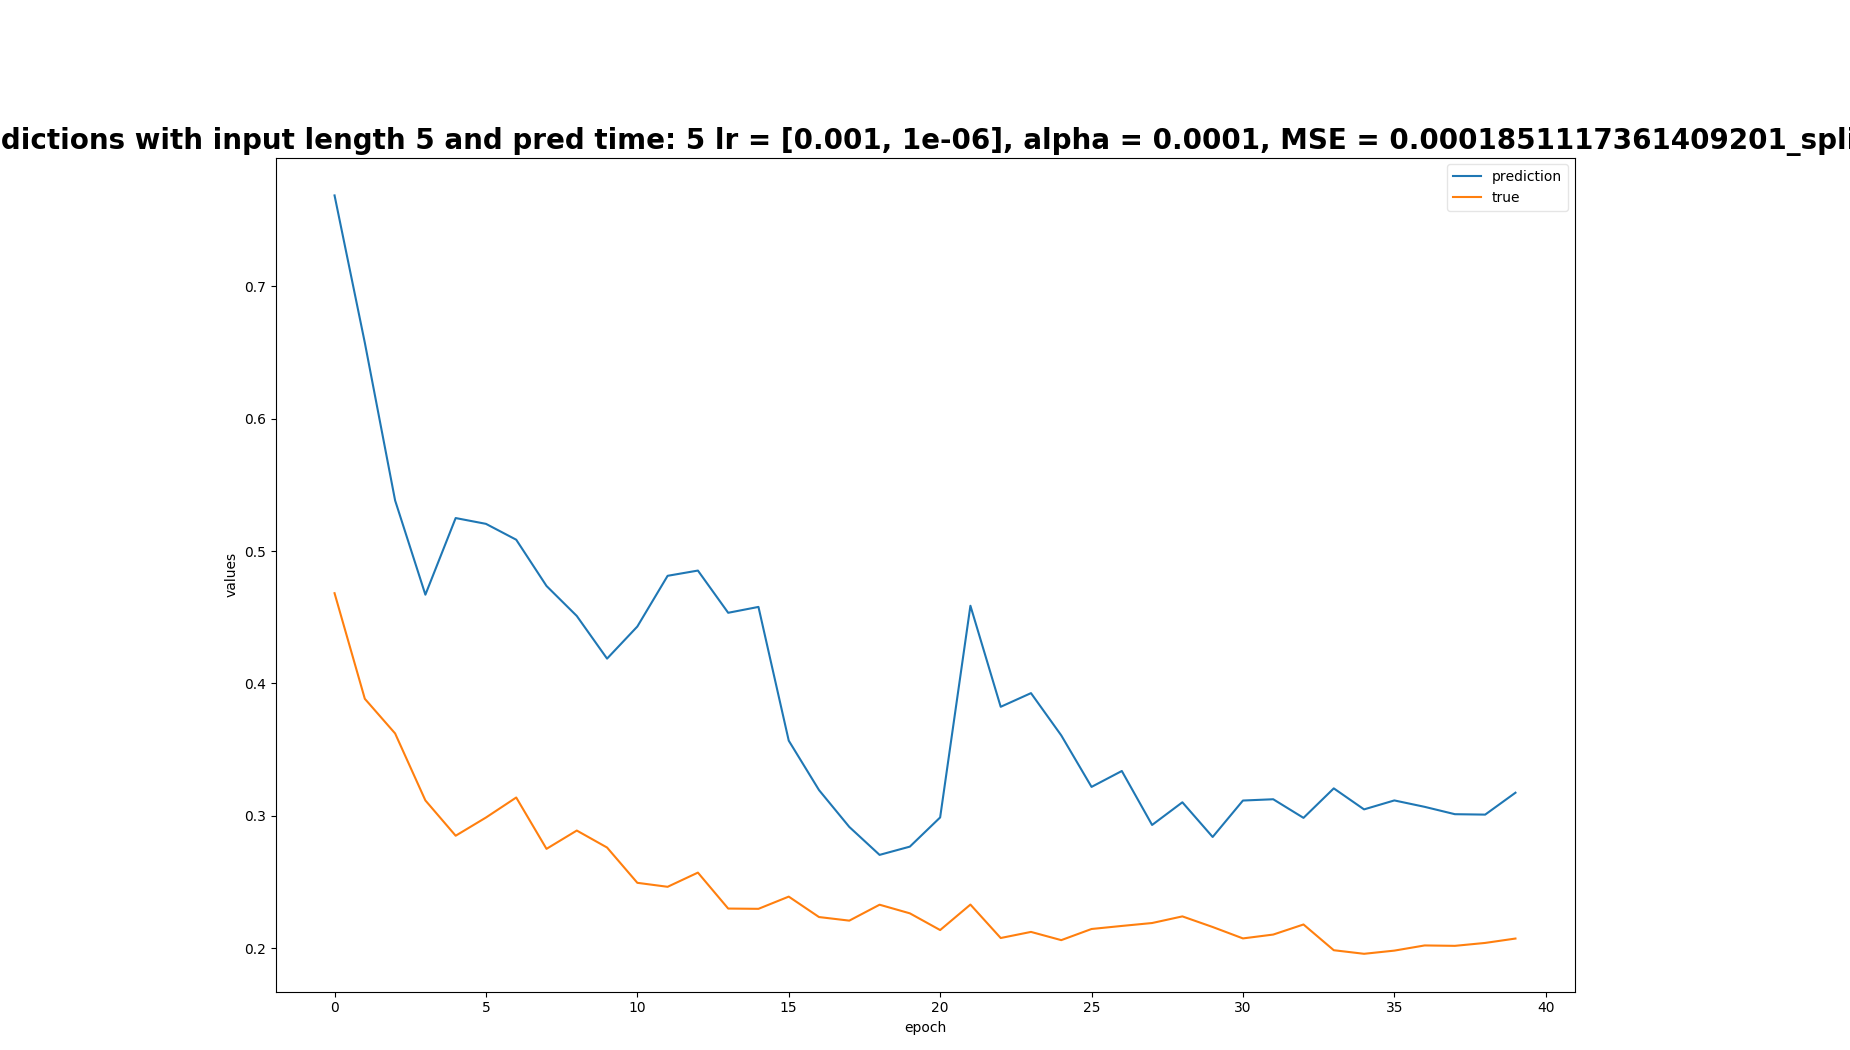 dictions with input length 5 and pred time: 5 lr = [0.001, 1e-06], alpha = 0.0001, MSE = 0.0001851117361409201_spli
prediction
true
0.7
0.6
0.5
0.4
0.3
0.2
values
0 5 10 15 20 25 30 35 40
epoch